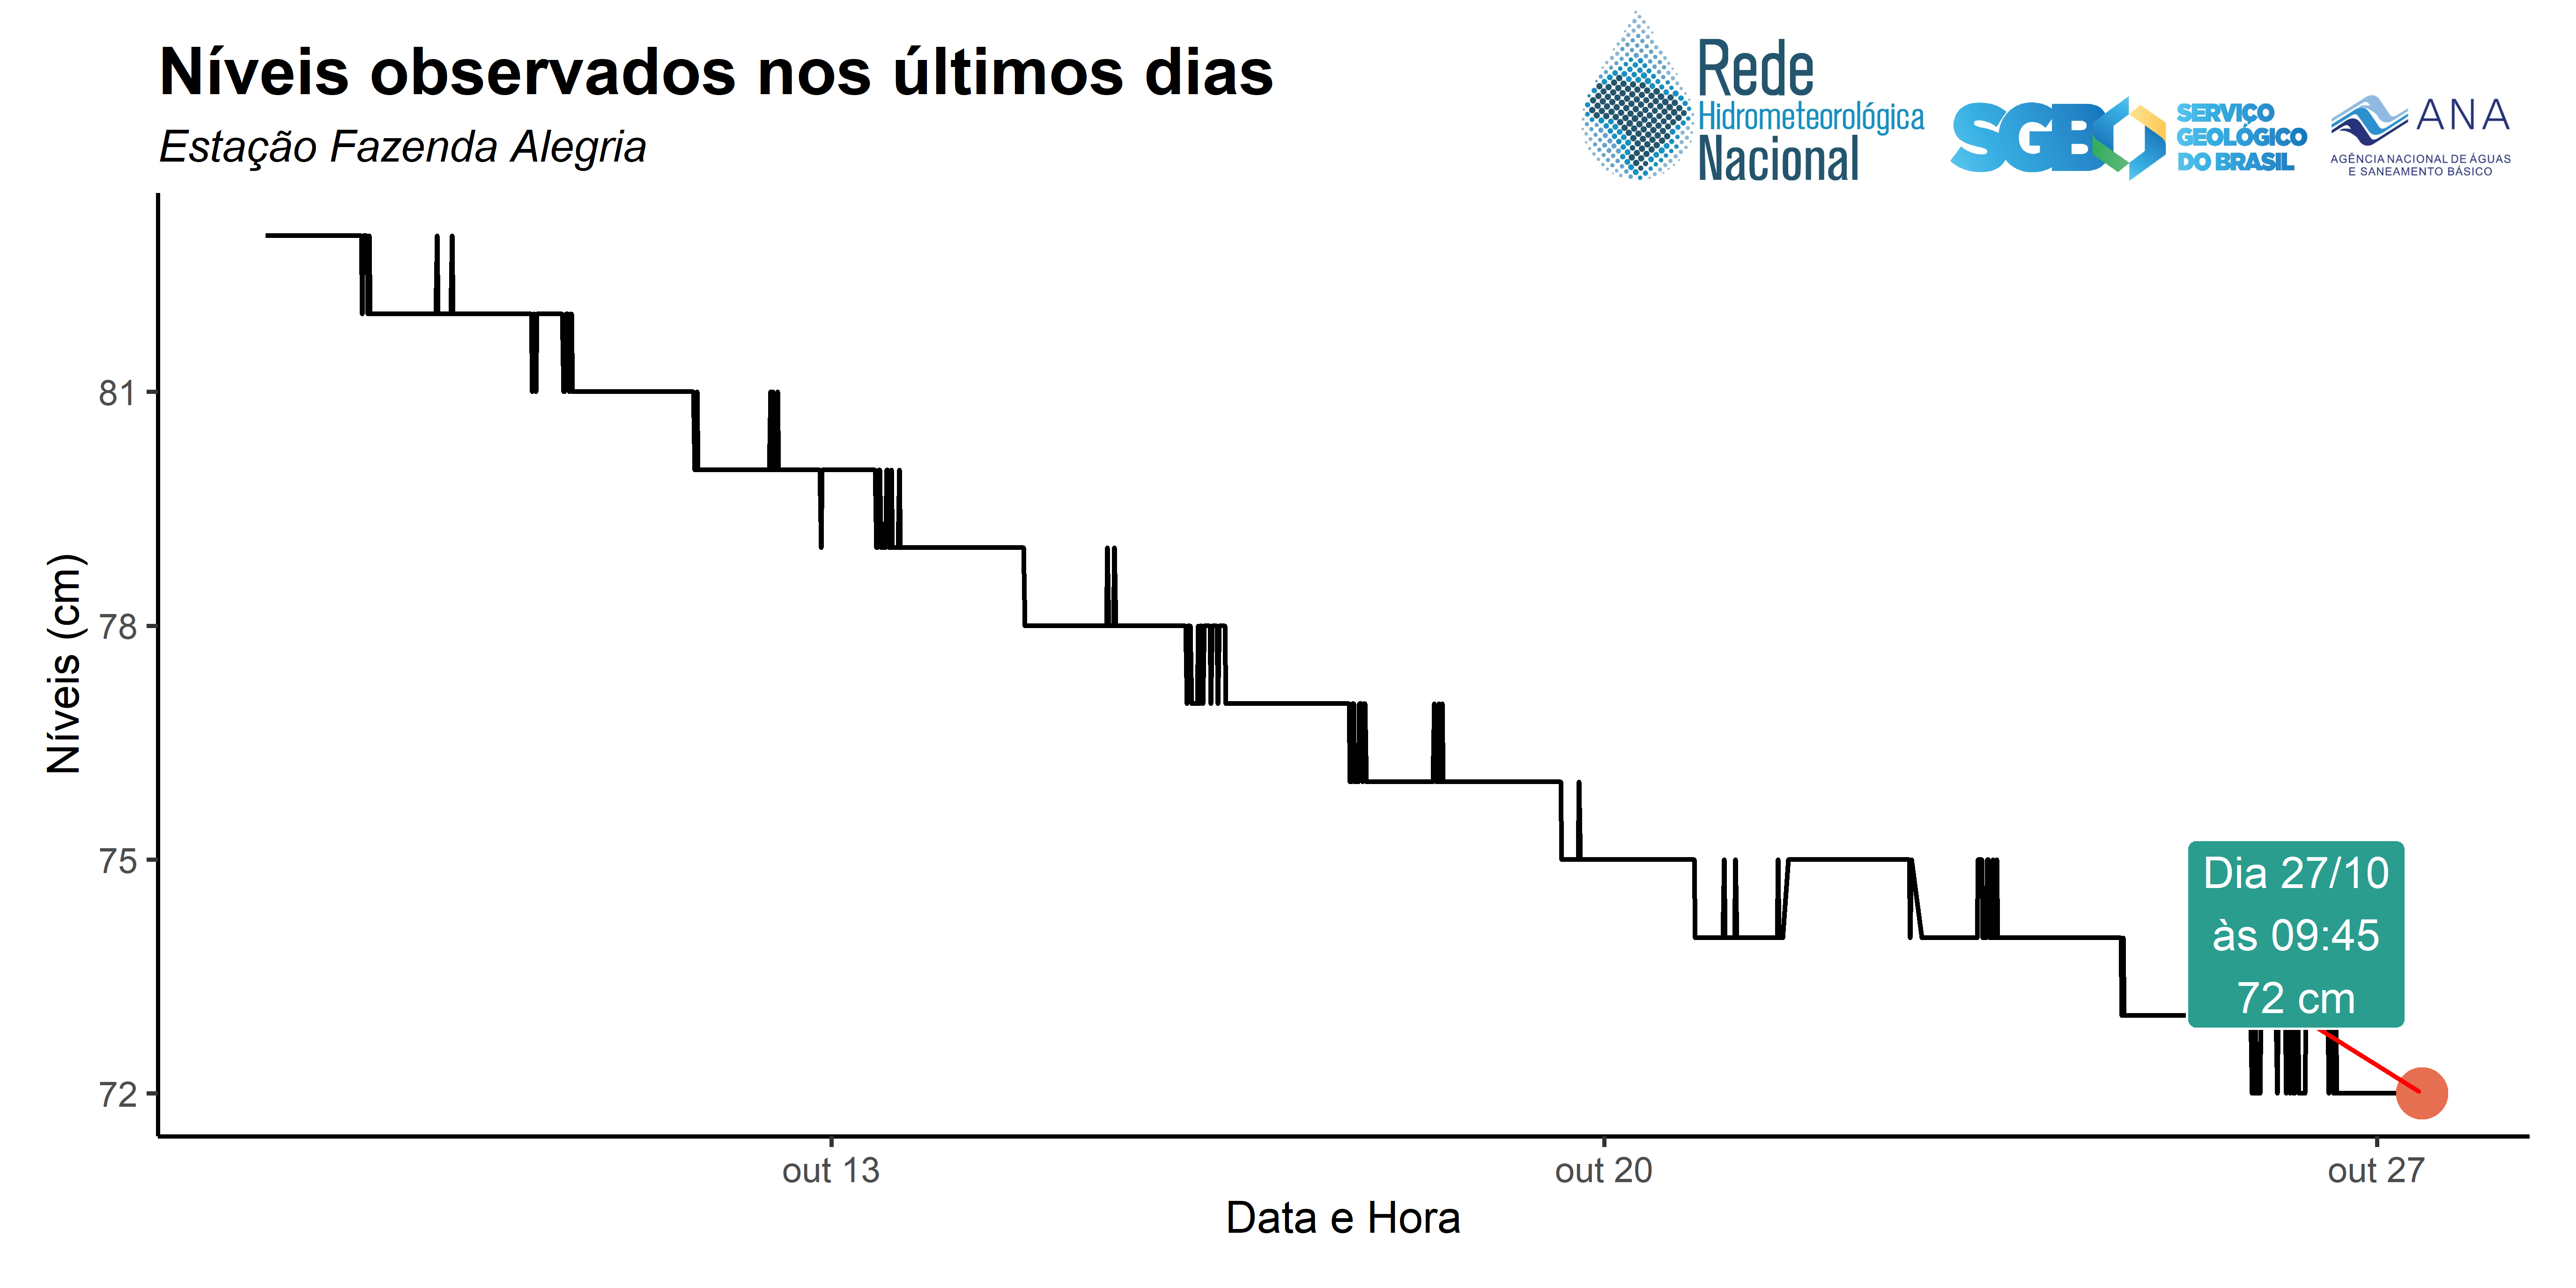 Níveis observados nos últimos dias
Estação Fazenda Alegria
Rede
Hidrometeorológica
Nacional
SGB
SERVIÇO
GEOLÓGICO
DO BRASIL
ANA
AGÊNCIA NACIONAL DE ÁGUAS
E SANEAMENTO BÁSICO
Níveis (cm)
81
78
75
72
Dia 27/10
às 09:45
72 cm
out 13
out 20
out 27
Data e Hora